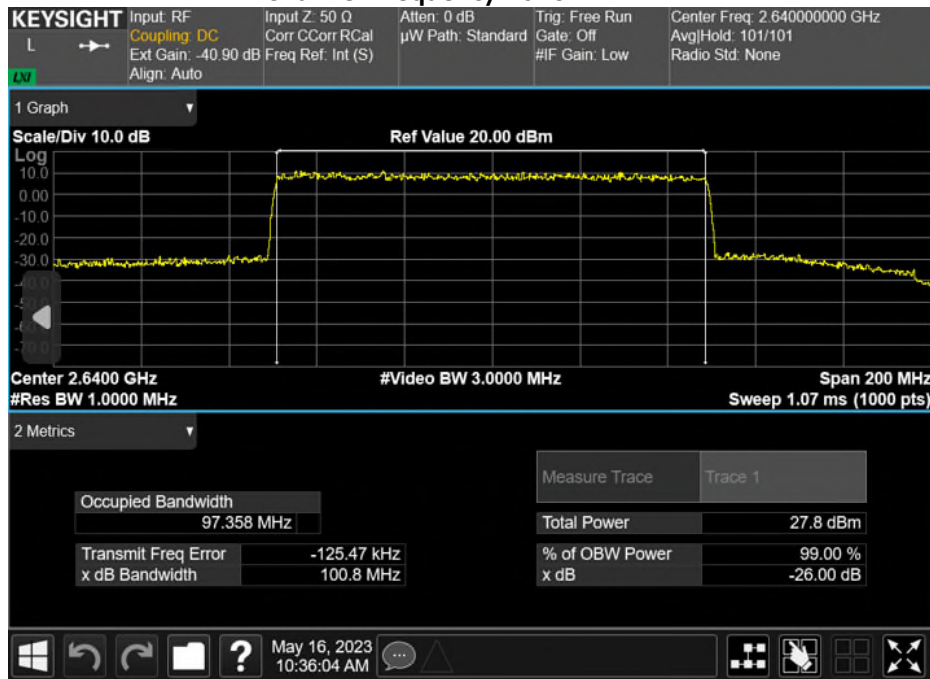 KEYSIGHT Input: RF Input Z: 50 Ω Atten: 0 dB Trig: Free Run Center Freq: 2.640000000 GHz
L Coupling: DC Corr CCorr RCal µW Path: Standard Gate: Off Avg|Hold: 101/101
Ext Gain: -40.90 dB Freq Ref: Int (S) #IF Gain: Low Radio Std: None
LXI Align: Auto
1 Graph
Scale/Div 10.0 dB Ref Value 20.00 dBm
Log
10.0
0.00
-10.0
-20.0
-30.0
-40.0
-70.0
Center 2.6400 GHz #Video BW 3.0000 MHz Span 200 MHz
#Res BW 1.0000 MHz Sweep 1.07 ms (1000 pts)
2 Metrics
Measure Trace Trace 1
Occupied Bandwidth
97.358 MHz Total Power 27.8 dBm
Transmit Freq Error -125.47 kHz % of OBW Power 99.00 %
x dB Bandwidth 100.8 MHz x dB -26.00 dB
May 16, 2023
10:36:04 AM